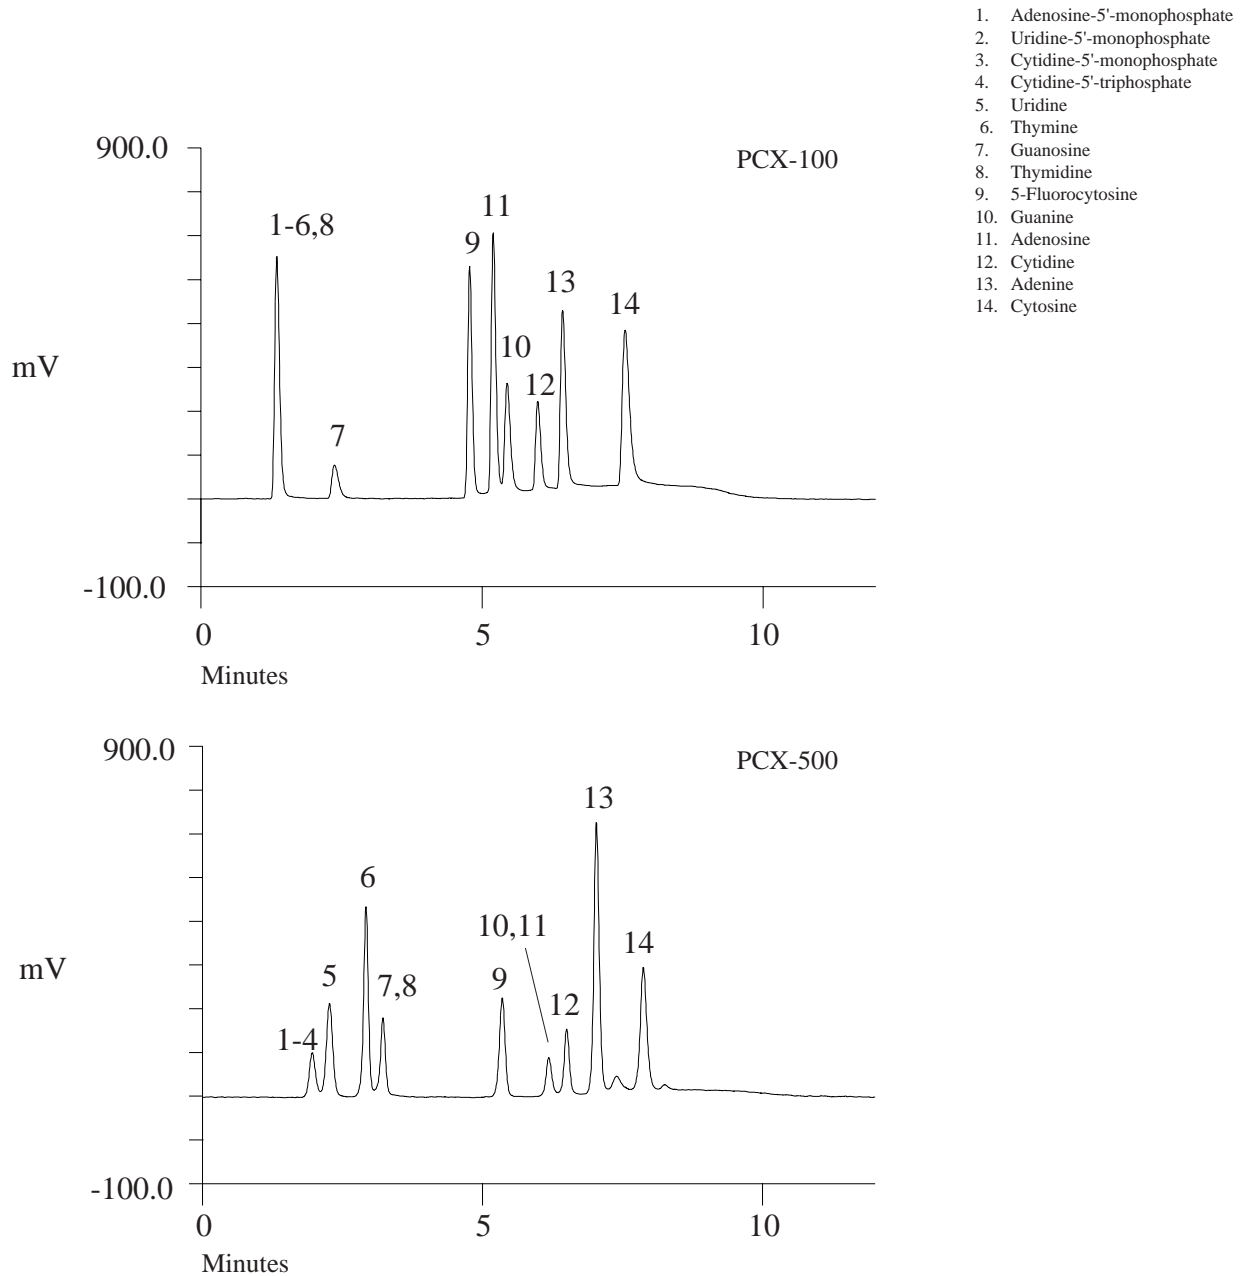 1. Adenosine-5'-monophosphate
2. Uridine-5'-monophosphate
3. Cytidine-5'-monophosphate
4. Cytidine-5'-triphosphate
5. Uridine
6. Thymine
7. Guanosine
8. Thymidine
9. 5-Fluorocytosine
10. Guanine
11. Adenosine
12. Cytidine
13. Adenine
14. Cytosine
900.0
PCX-100
11
1-6,8
9
13
14
10
mV
12
7
-100.0
0 5 10
Minutes
900.0
PCX-500
13
6
10,11
14
mV
5
9
7,8
12
1-4
-100.0
0 5 10
Minutes